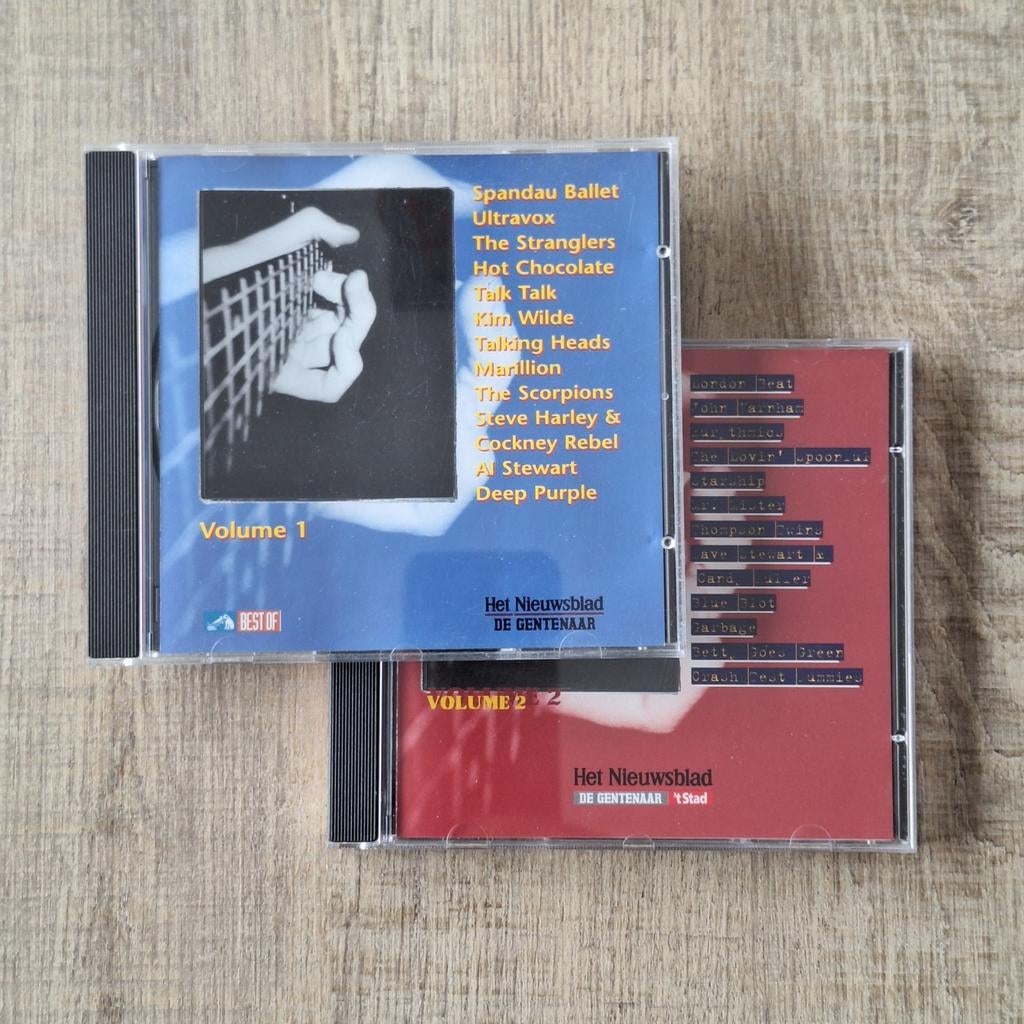 Spandau Ballet
Ultravox
The Stranglers
Hot Chocolate
Talk Talk
Kim Wilde
Talking Heads
Marillion
The Scorpions
Steve Harley &
Cockney Rebel
Al Stewart
Deep Purple
Volume 1
BEST OF
Het Nieuwsblad
DE GENTENAAR
London Beat
John Farnham
Eurythmics
The Lovin' Spoonful
Starship
Mr. Mister
Thompson Twins
Dave Stewart &
Candy Dulfer
Blue Blot
Garbage
Betty Goes Green
Crash Test Dummies
VOLUME 2
Het Nieuwsblad
DE GENTENAAR 't Stad